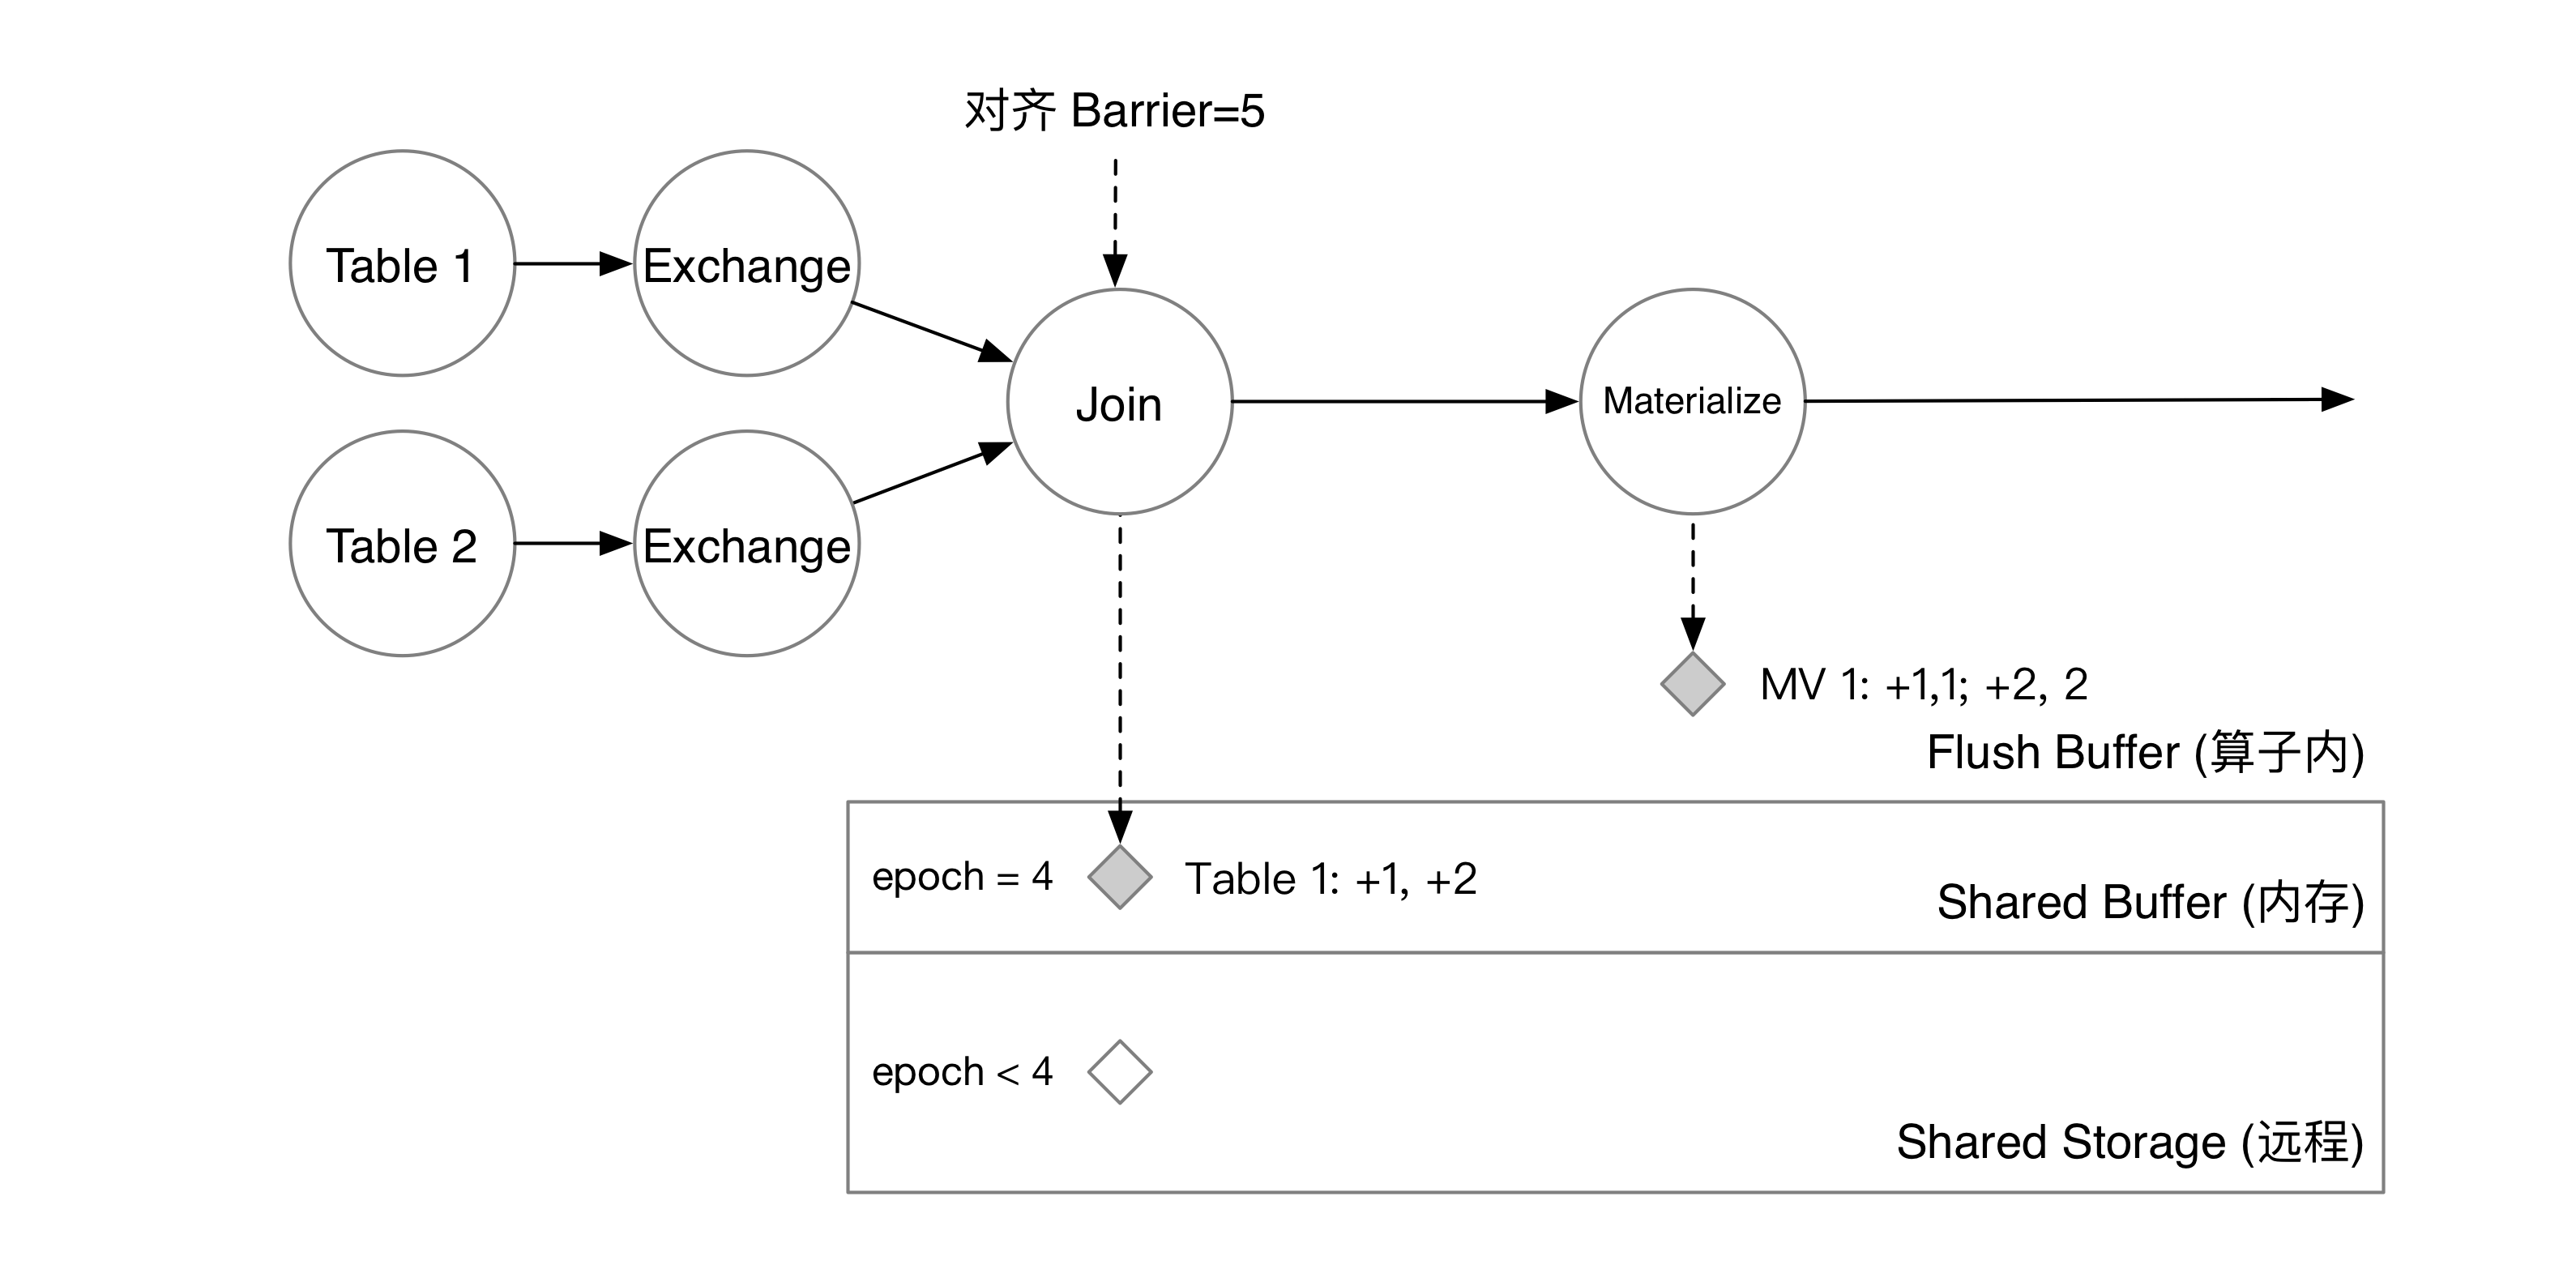 对齐 Barrier=5
Table 1
Exchange
Join
Materialize
Table 2
Exchange
MV 1: +1,1; +2, 2
Flush Buffer (算子内)
epoch = 4
Table 1: +1, +2
Shared Buffer (内存)
epoch < 4
Shared Storage (远程)